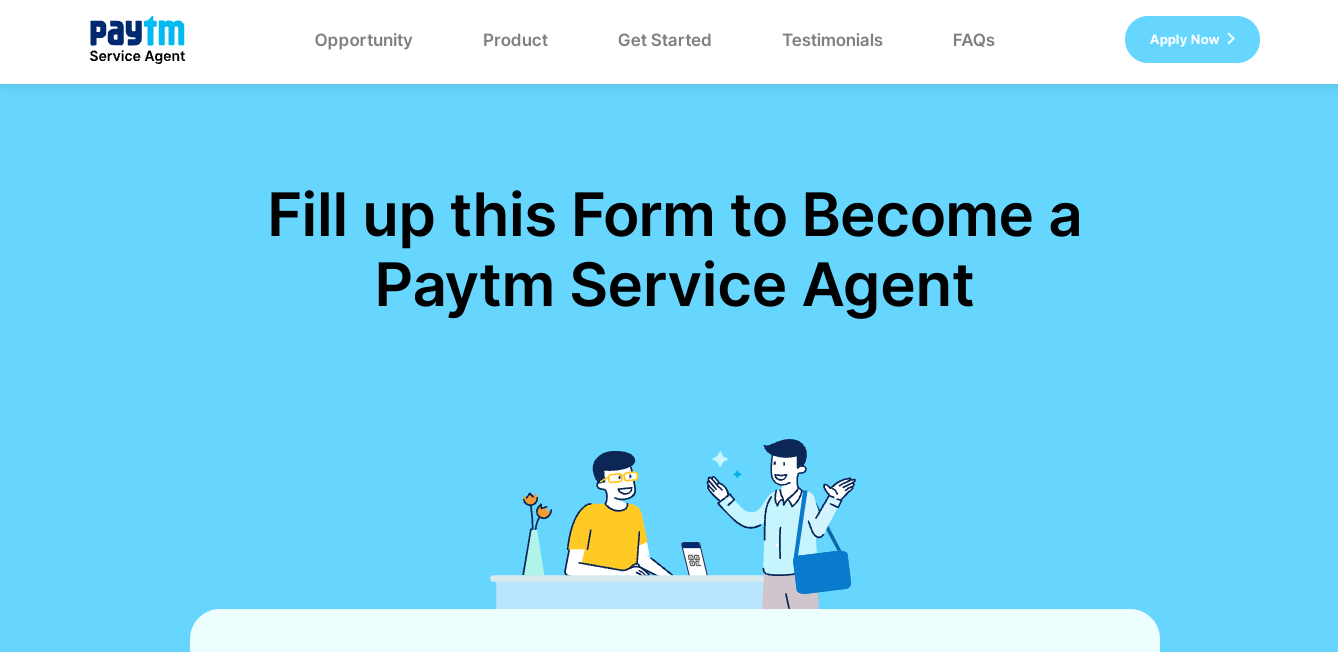 paytm
Service Agent
Opportunity
Product
Get Started
Testimonials
FAQs
Apply Now
Fill up this Form to Become a
Paytm Service Agent